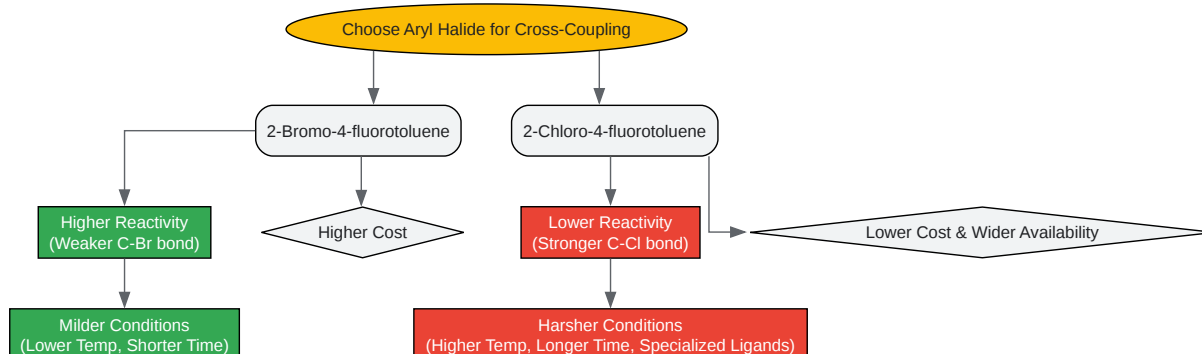 Choose Aryl Halide for Cross-Coupling
2-Bromo-4-fluorotoluene
2-Chloro-4-fluorotoluene
Higher Reactivity
(Weaker C-Br bond)
Higher Cost
Lower Reactivity
(Stronger C-Cl bond)
Lower Cost & Wider Availability
Milder Conditions
(Lower Temp, Shorter Time)
Harsher Conditions
(Higher Temp, Longer Time, Specialized Ligands)